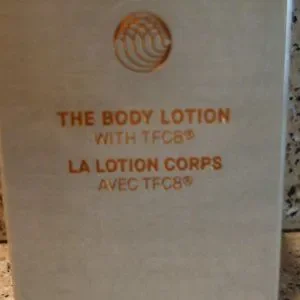 THE BODY LOTION
WITH TFC8®
LA LOTION CORPS
AVEC TFC8®